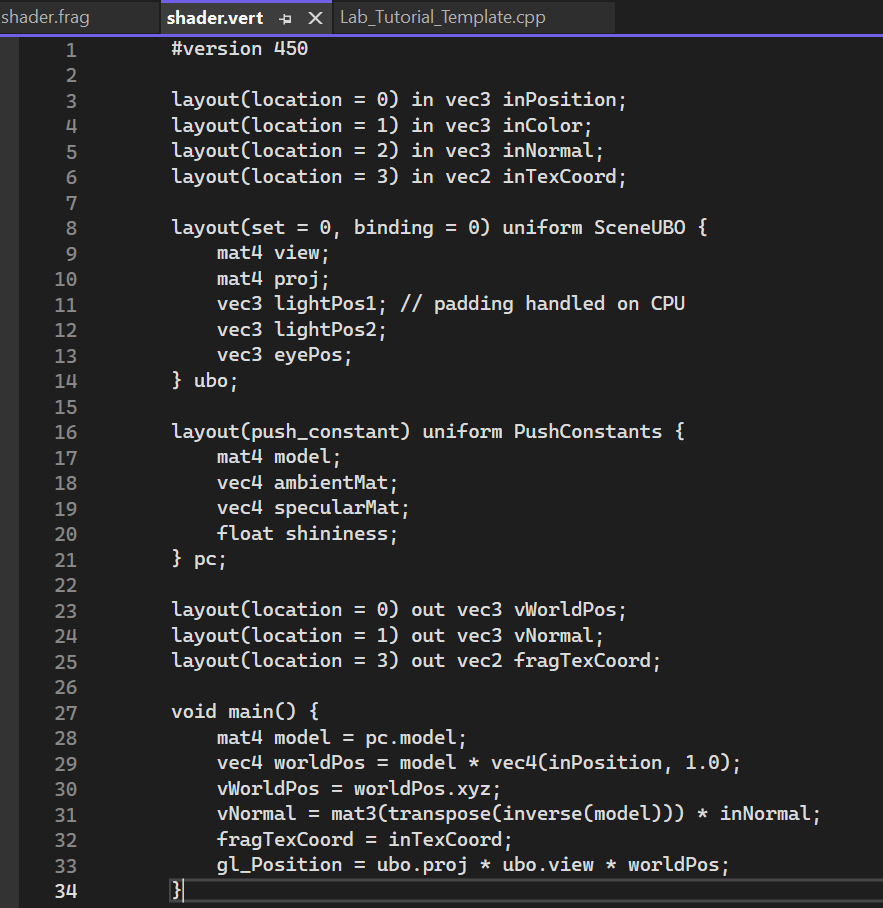 shader.frag shader.vert Lab_Tutorial_Template.cpp
1 #version 450
2
3 layout(location = 0) in vec3 inPosition;
4 layout(location = 1) in vec3 inColor;
5 layout(location = 2) in vec3 inNormal;
6 layout(location = 3) in vec2 inTexCoord;
7
8 layout(set = 0, binding = 0) uniform SceneUBO {
9     mat4 view;
10     mat4 proj;
11     vec3 lightPos1; // padding handled on CPU
12     vec3 lightPos2;
13     vec3 eyePos;
14 } ubo;
15
16 layout(push_constant) uniform PushConstants {
17     mat4 model;
18     vec4 ambientMat;
19     vec4 specularMat;
20     float shininess;
21 } pc;
22
23 layout(location = 0) out vec3 vWorldPos;
24 layout(location = 1) out vec3 vNormal;
25 layout(location = 3) out vec2 fragTexCoord;
26
27 void main() {
28     mat4 model = pc.model;
29     vec4 worldPos = model * vec4(inPosition, 1.0);
30     vWorldPos = worldPos.xyz;
31     vNormal = mat3(transpose(inverse(model))) * inNormal;
32     fragTexCoord = inTexCoord;
33     gl_Position = ubo.proj * ubo.view * worldPos;
34 }